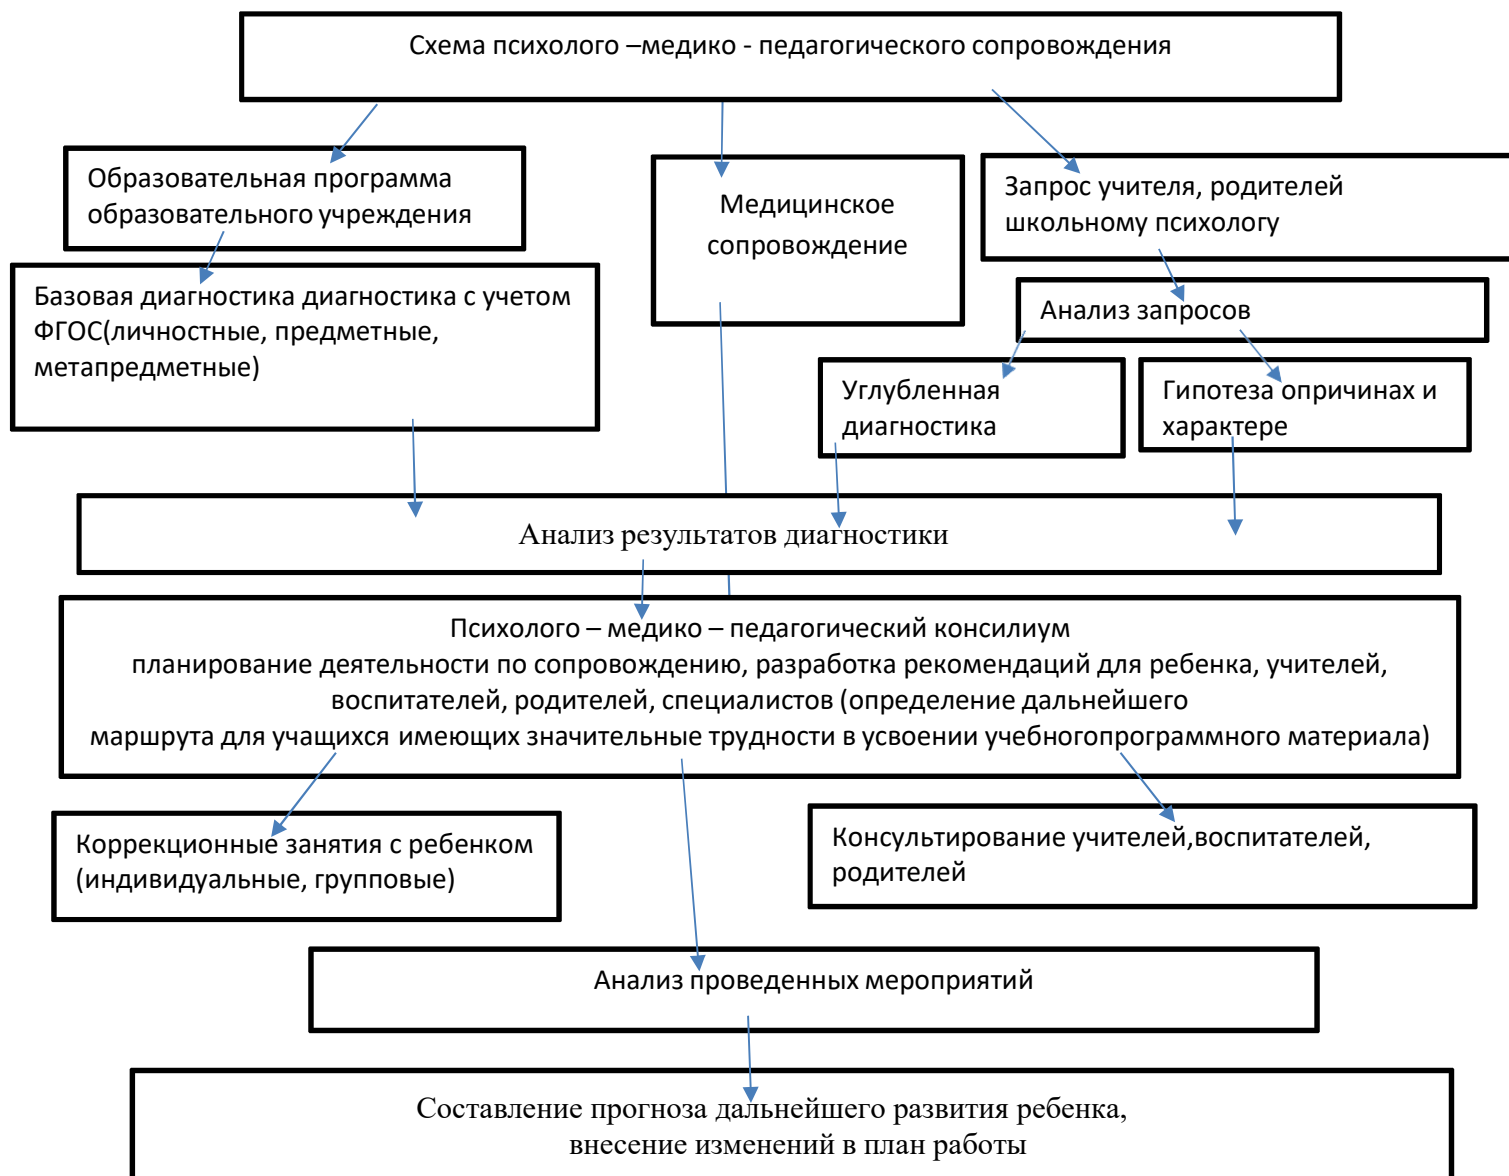 Схема психолого –медико - педагогического сопровождения
Образовательная программа
образовательного учреждения
Медицинское
сопровождение
Запрос учителя, родителей
школьному психологу
Базовая диагностика диагностика с учетом
ФГОС(личностные, предметные,
метапредметные)
Анализ запросов
Углубленная
диагностика
Гипотеза опричинах и
характере
Анализ результатов диагностики
Психолого – медико – педагогический консилиум
планирование деятельности по сопровождению, разработка рекомендаций для ребенка, учителей,
воспитателей, родителей, специалистов (определение дальнейшего
маршрута для учащихся имеющих значительные трудности в усвоении учебногопрограммного материала)
Коррекционные занятия с ребенком
(индивидуальные, групповые)
Консультирование учителей,воспитателей,
родителей
Анализ проведенных мероприятий
Составление прогноза дальнейшего развития ребенка,
внесение изменений в план работы